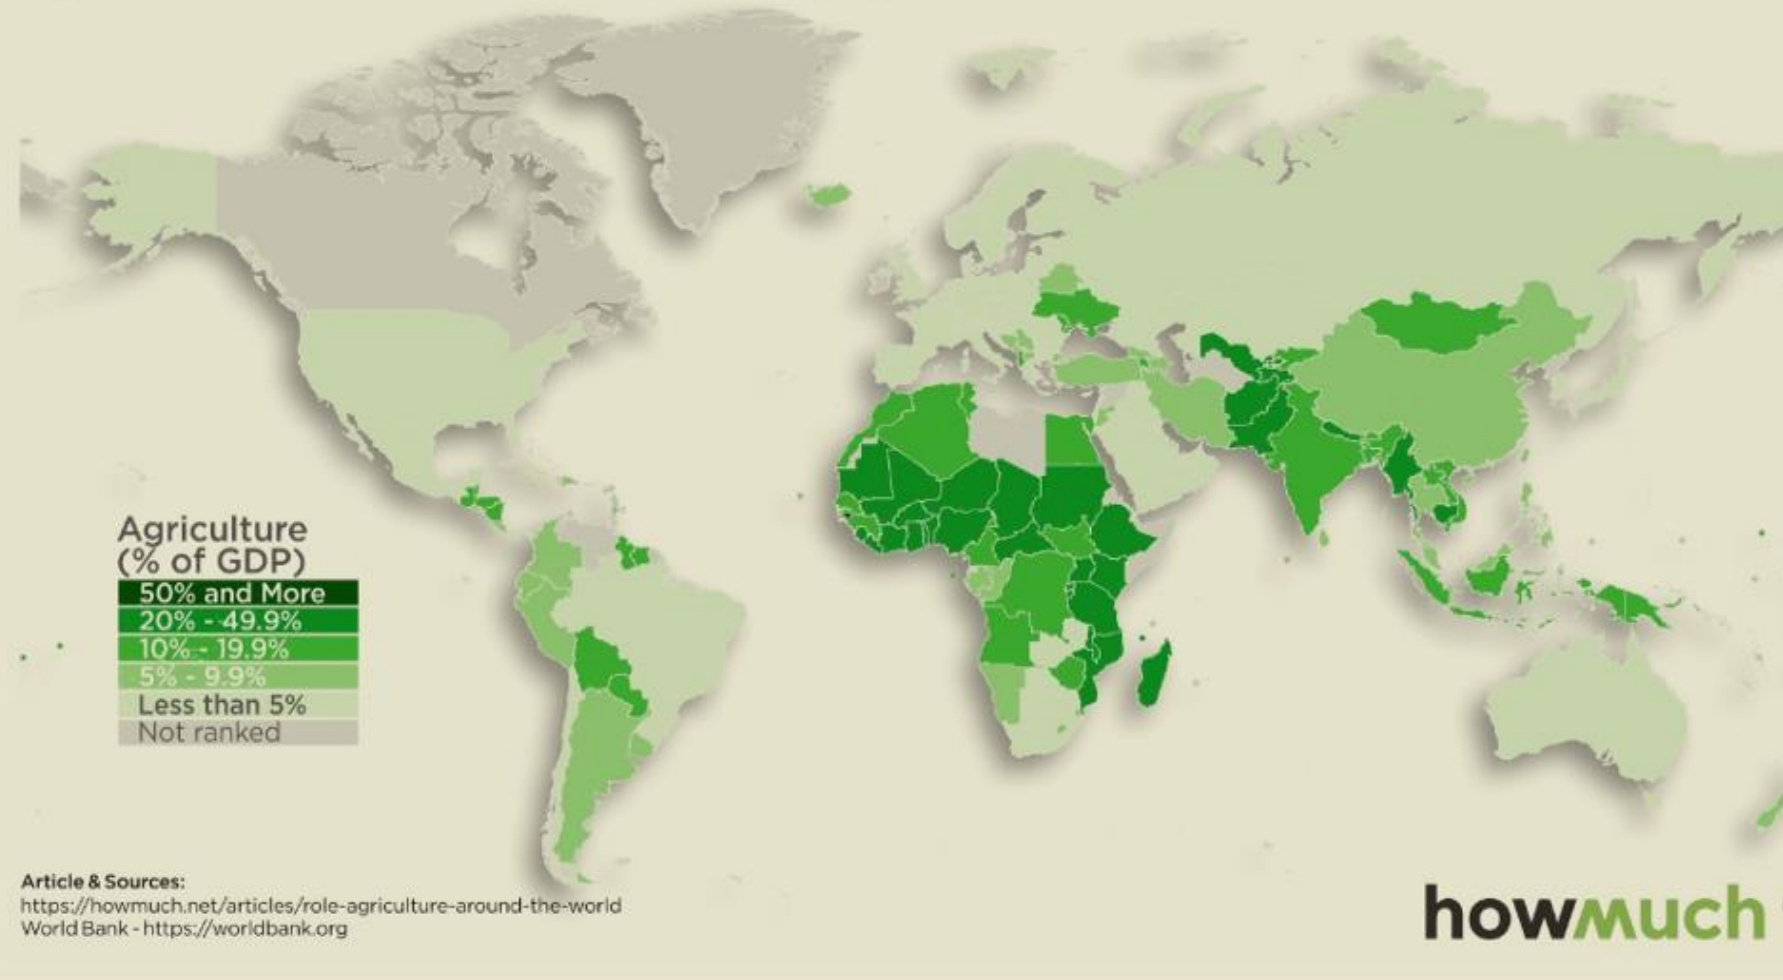 Agriculture
(% of GDP)
50% and More
20% - 49.9%
10% - 19.9%
5% - 9.9%
Less than 5%
Not ranked
Article & Sources:
https://howmuch.net/articles/role-agriculture-around-the-world
World Bank - https://worldbank.org
howmuch